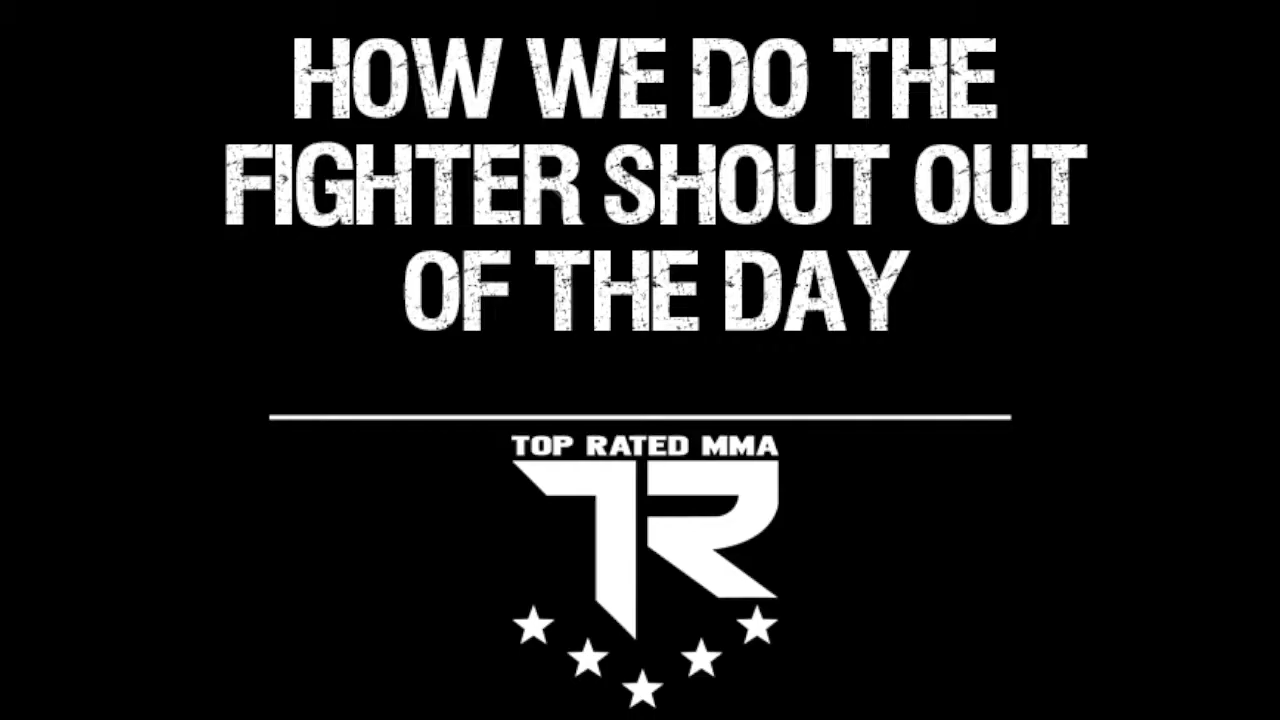 HOW WE DO THE
FIGHTER SHOUT OUT
OF THE DAY
TOP RATED MMA
TR